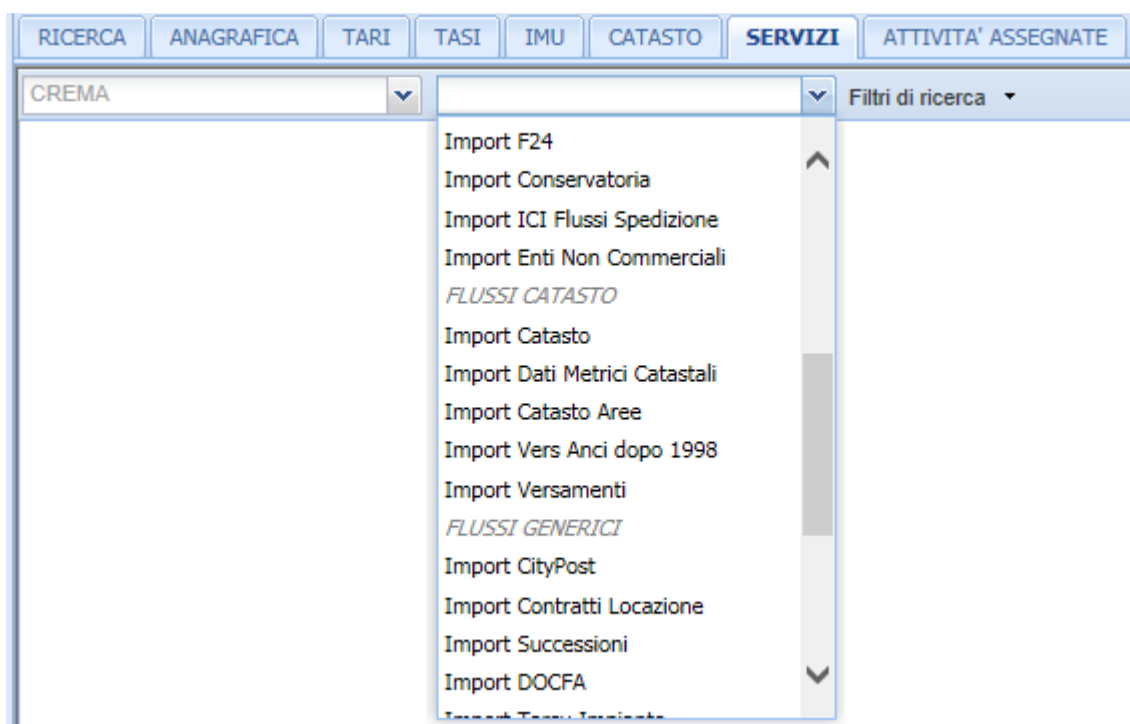 RICERCA ANAGRAFICA TARI TASI IMU CATASTO SERVIZI ATTIVITA' ASSEGNATE
CREMA Filtri di ricerca
Import F24
Import Conservatoria
Import ICI Flussi Spedizione
Import Enti Non Commerciali
FLUSSI CATASTO
Import Catasto
Import Dati Metrici Catastali
Import Catasto Aree
Import Vers Anci dopo 1998
Import Versamenti
FLUSSI GENERICI
Import CityPost
Import Contratti Locazione
Import Successioni
Import DOCFA
Import